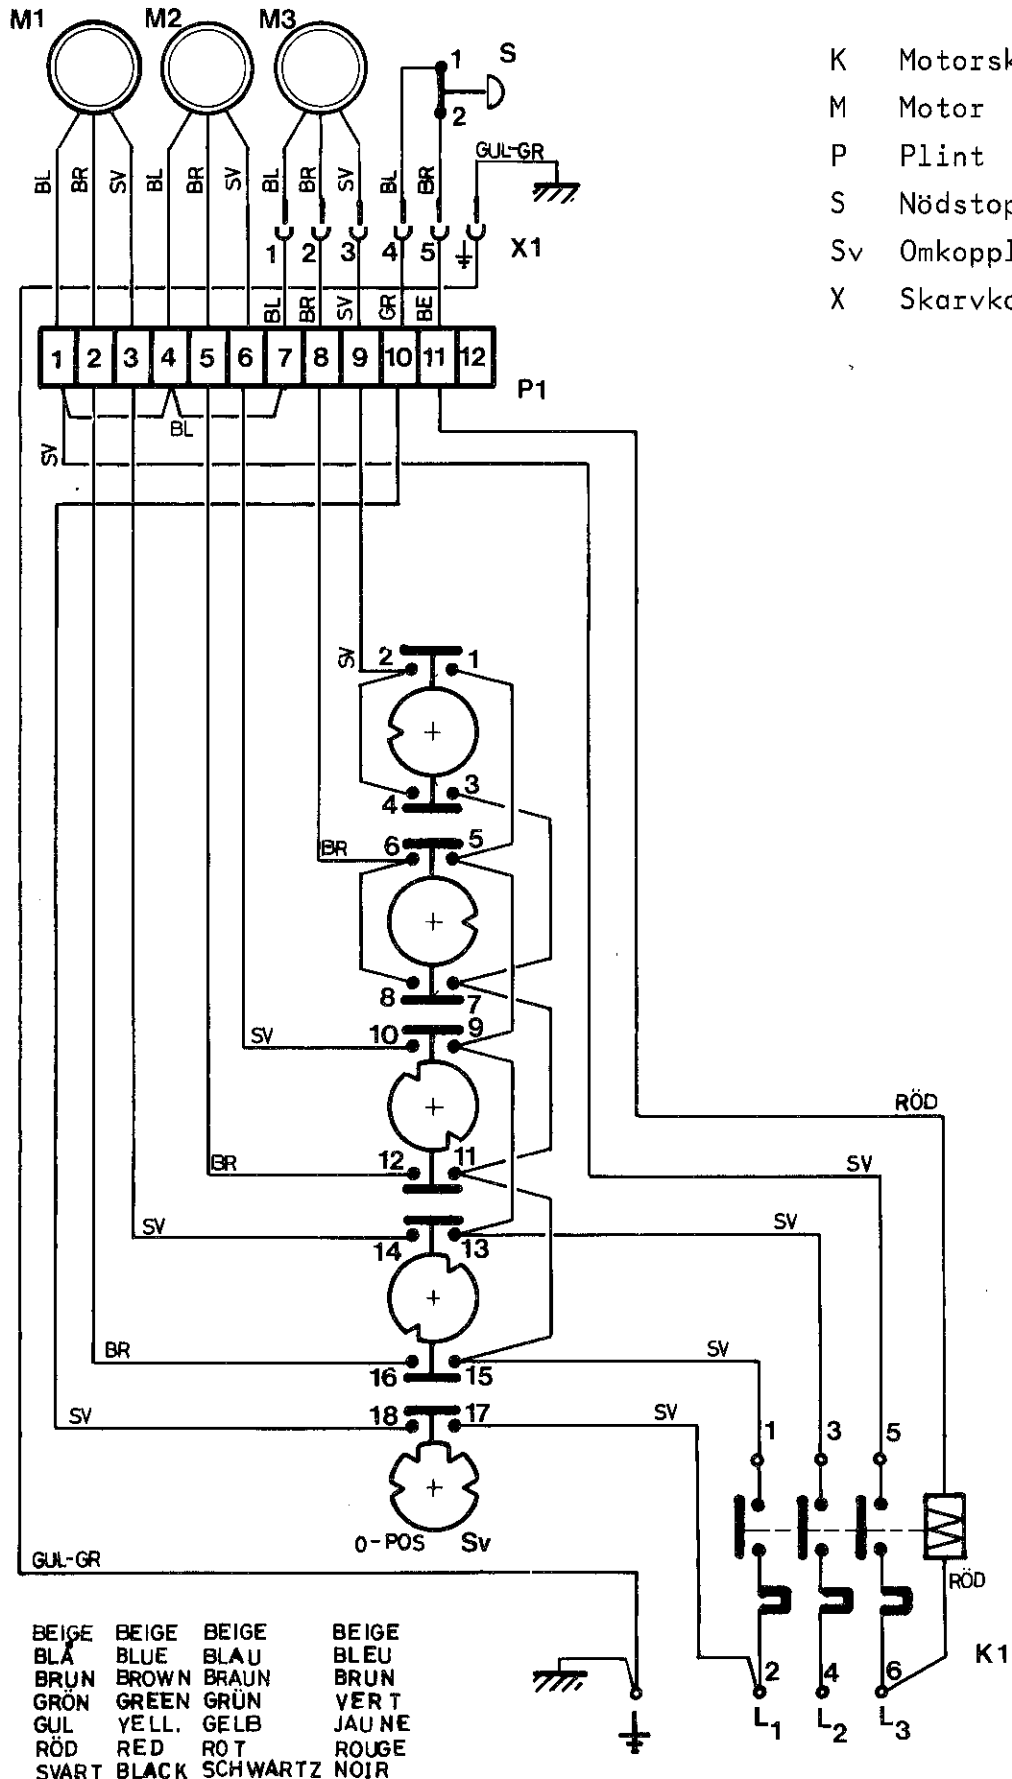 M1 M2 M3
1 S
2
K Motorsk
M Motor
P Plint
S Nödstop
Sv Omkoppl
X Skarvko
BL BR SV BL BR SV BL BR SV BL BR GUL-GR
1 2 3 4 5 X1
BL BR SV GR BE
1 2 3 4 5 6 7 8 9 10 11 12
P1
BL
SV
SV 2 1
4 3
BR 6 5
8 7
SV 10 9
RÖD
BR 12 11
SV
SV 14 13 SV
BR 16 15 SV
SV 18 17 SV
1 3 5
O-POS Sv
GUL-GR
RÖD
K1
2 4 6
L1 L2 L3
BEIGE BEIGE BEIGE BEIGE
BLÅ BLUE BLAU BLEU
BRUN BROWN BRAUN BRUN
GRÖN GREEN GRÜN VERT
GUL YELL. GELB JAUNE
RÖD RED ROT ROUGE
SVART BLACK SCHWARTZ NOIR